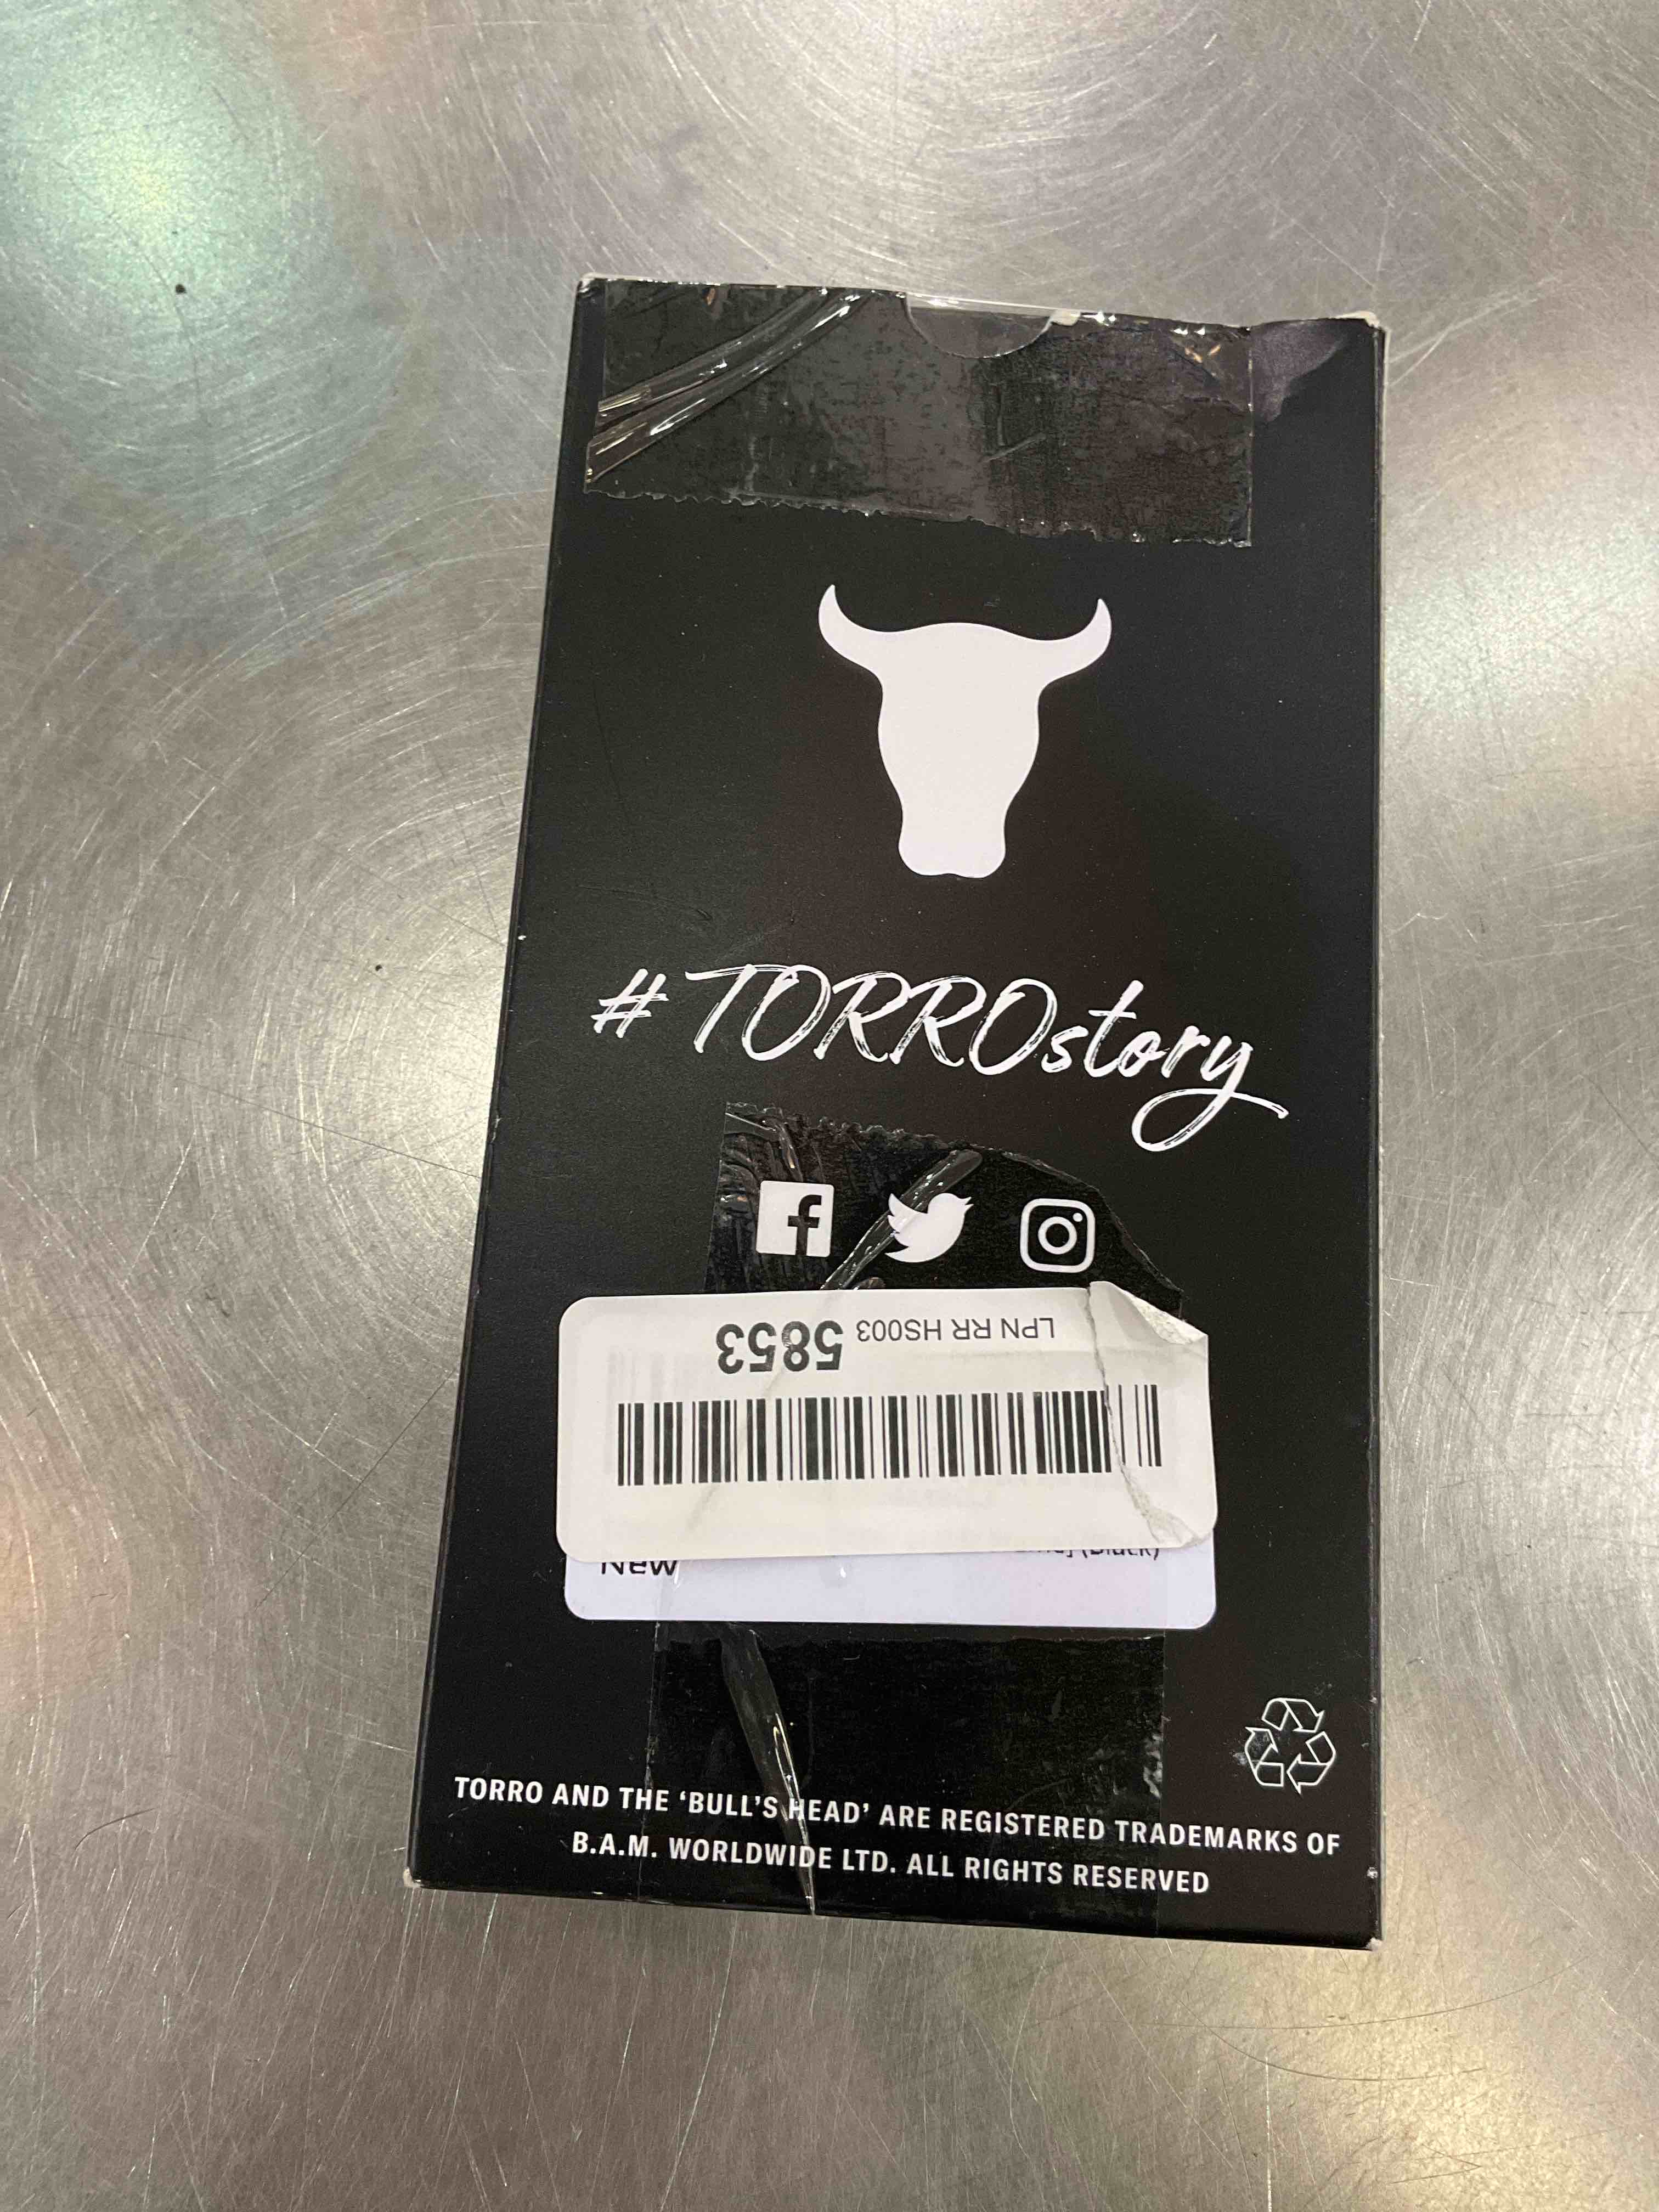 #TORROstory
LPN RR HS003 5853
New
(Black)
TORRO AND THE ‘BULL’S HEAD’ ARE REGISTERED TRADEMARKS OF
B.A.M. WORLDWIDE LTD. ALL RIGHTS RESERVED